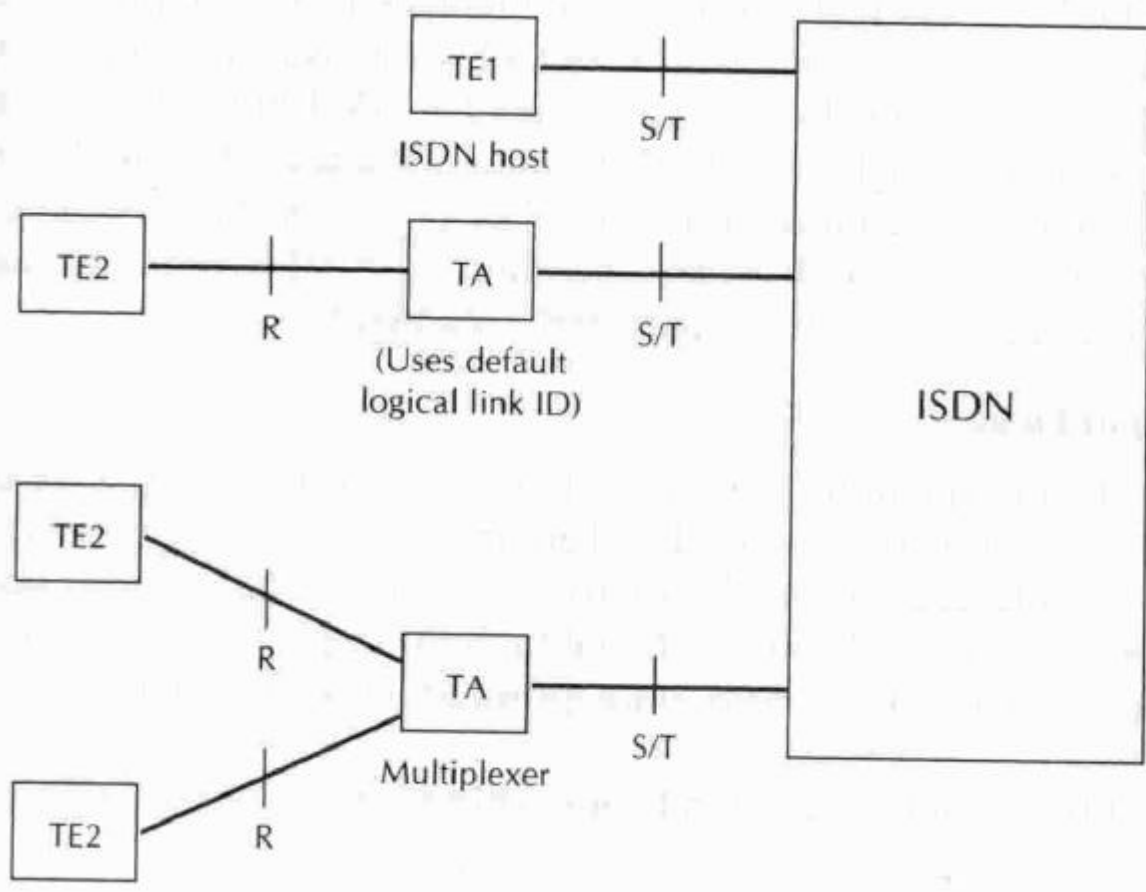 TE1
S/T
ISDN host
TE2
R
TA
S/T
(Uses default
logical link ID)
ISDN
TE2
R
TA
S/T
Multiplexer
TE2
R